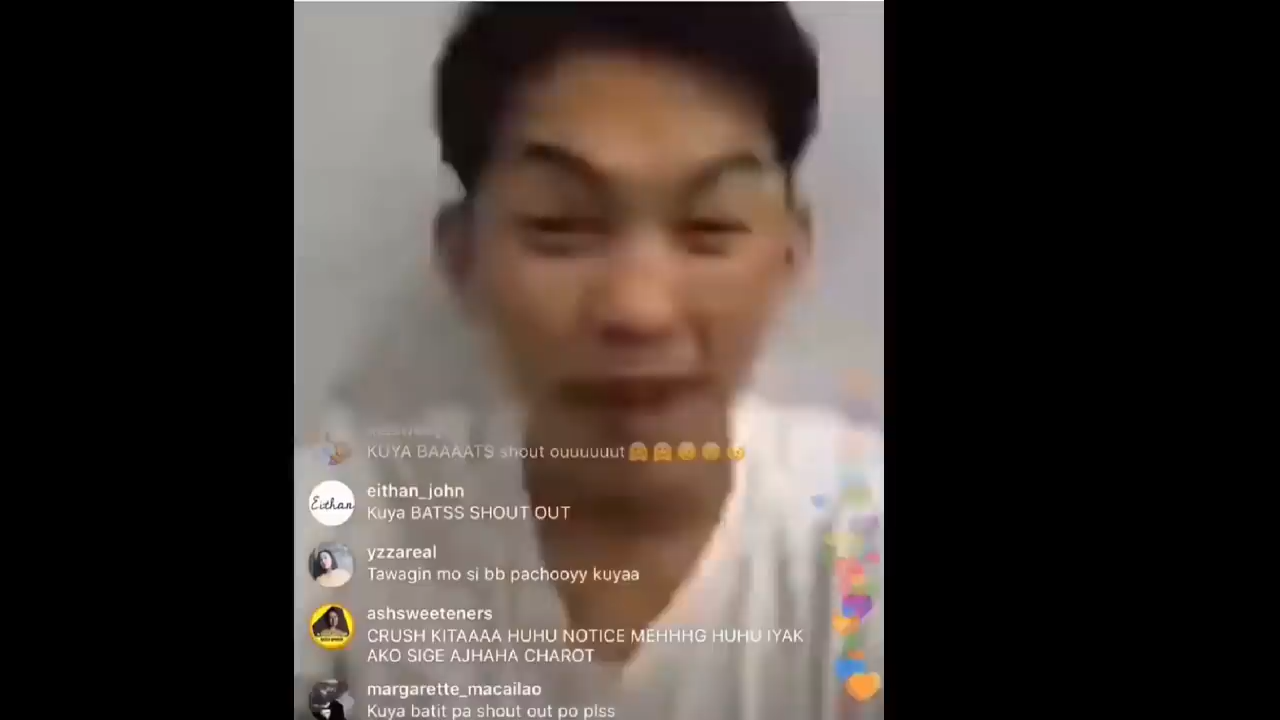 KUYA BAAAATS shout ouuuuuut🤗🤗😊😊😊
Eithan
eithan_john
Kuya BATSS SHOUT OUT
yzzareal
Tawagin mo si bb pachooyy kuyaa
ashsweeteners
CRUSH KITAAAA HUHU NOTICE MEHHHG HUHU IYAK
AKO SIGE AJHAHA CHAROT
margarette_macailao
Kuya batit pa shout out po plss